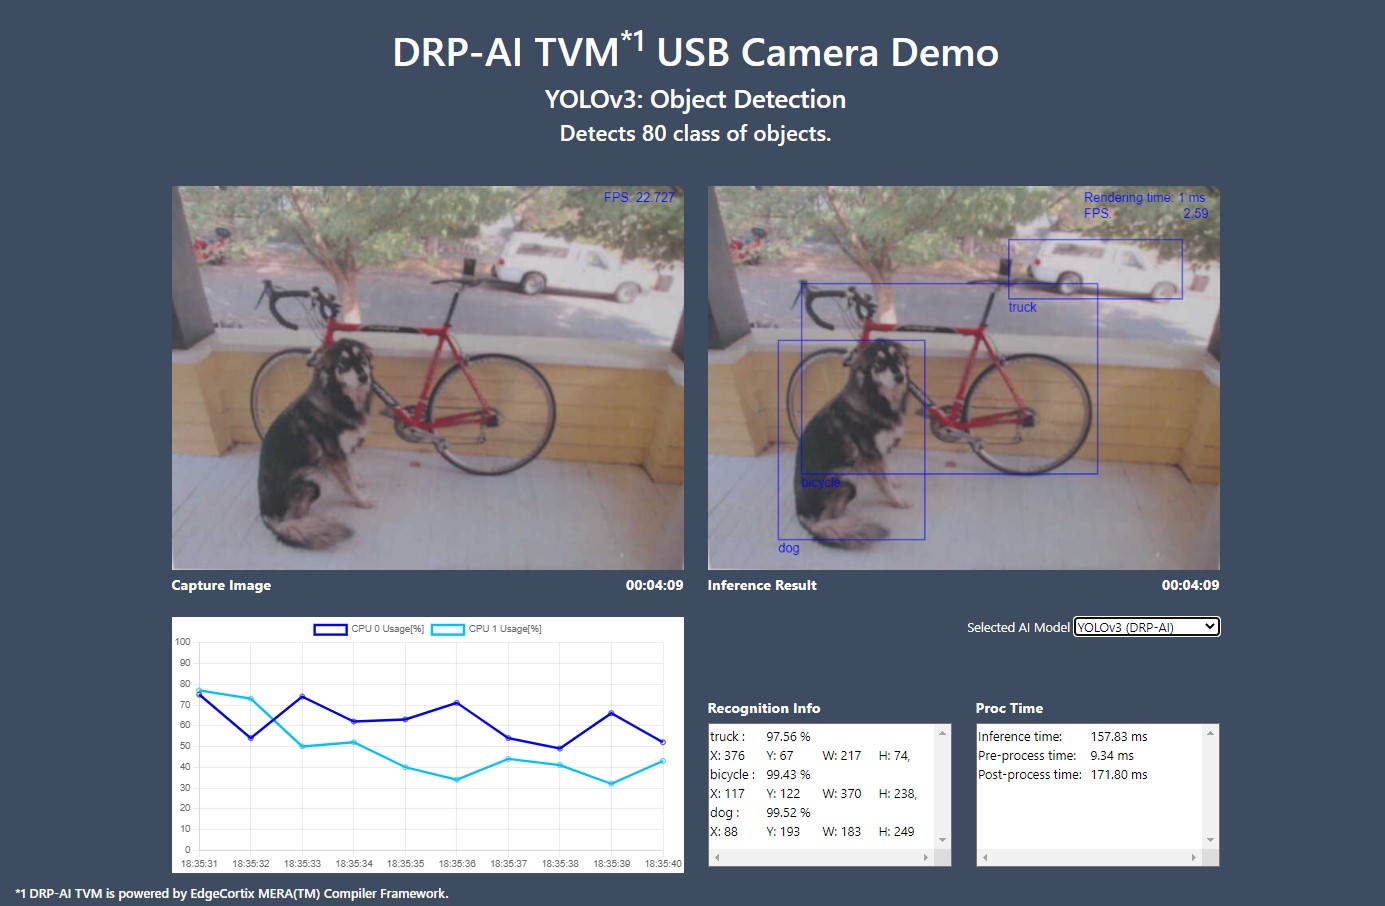 DRP-AI TVM*1 USB Camera Demo
YOLOv3: Object Detection
Detects 80 class of objects.
FPS: 22.727
Rendering time: 1 ms
FPS: 2.59
truck
bicycle
dog
Capture Image 00:04:09
Inference Result 00:04:09
CPU 0 Usage[%] CPU 1 Usage[%]
100
90
80
70
60
50
40
30
20
10
0
18:35:31 18:35:32 18:35:33 18:35:34 18:35:35 18:35:36 18:35:37 18:35:38 18:35:39 18:35:40
Selected AI Model YOLOv3 (DRP-AI)
Recognition Info
truck : 97.56 %
X: 376 Y: 67 W: 217 H: 74,
bicycle : 99.43 %
X: 117 Y: 122 W: 370 H: 238,
dog : 99.52 %
X: 88 Y: 193 W: 183 H: 249
Proc Time
Inference time: 157.83 ms
Pre-process time: 9.34 ms
Post-process time: 171.80 ms
*1 DRP-AI TVM is powered by EdgeCortix MERA(TM) Compiler Framework.